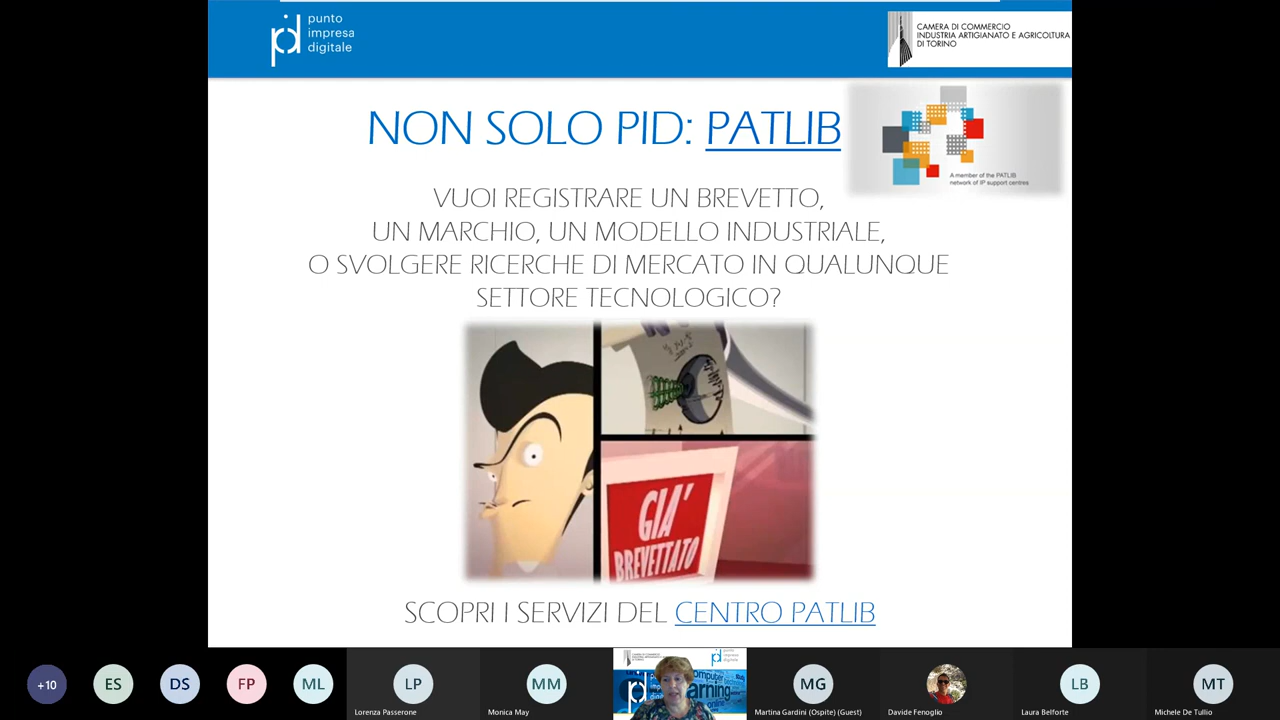 punto
impresa
digitale
CAMERA DI COMMERCIO
INDUSTRIA ARTIGIANATO E AGRICOLTURA
DI TORINO
NON SOLO PID: PATLIB
A member of the PATLIB
network of IP support centres
VUOI REGISTRARE UN BREVETTO,
UN MARCHIO, UN MODELLO INDUSTRIALE,
O SVOLGERE RICERCHE DI MERCATO IN QUALUNQUE
SETTORE TECNOLOGICO?
GIA'
BREVETTATO
SCOPRI I SERVIZI DEL CENTRO PATLIB
+10
ES
DS
FP
ML
LP
Lorenza Passerone
MM
Monica May
punto
impresa
digitale
MG
Martina Gardini (Ospite) (Guest)
Davide Fenoglio
LB
Laura Belforte
MT
Michele De Tullio